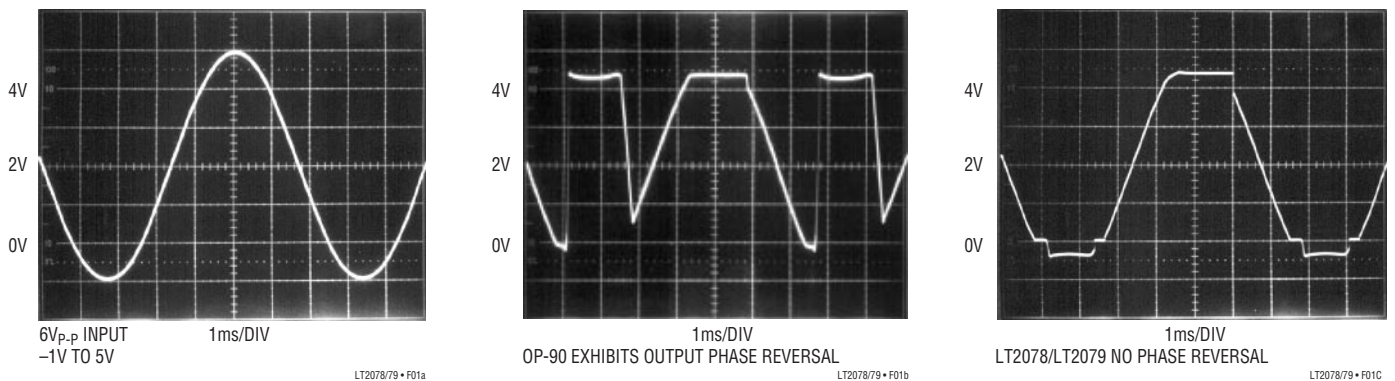 4V
2V
0V
6VP-P INPUT
–1V TO 5V
1ms/DIV
LT2078/79 • F01a
4V
2V
0V
1ms/DIV
OP-90 EXHIBITS OUTPUT PHASE REVERSAL
LT2078/79 • F01b
4V
2V
0V
1ms/DIV
LT2078/LT2079 NO PHASE REVERSAL
LT2078/79 • F01C